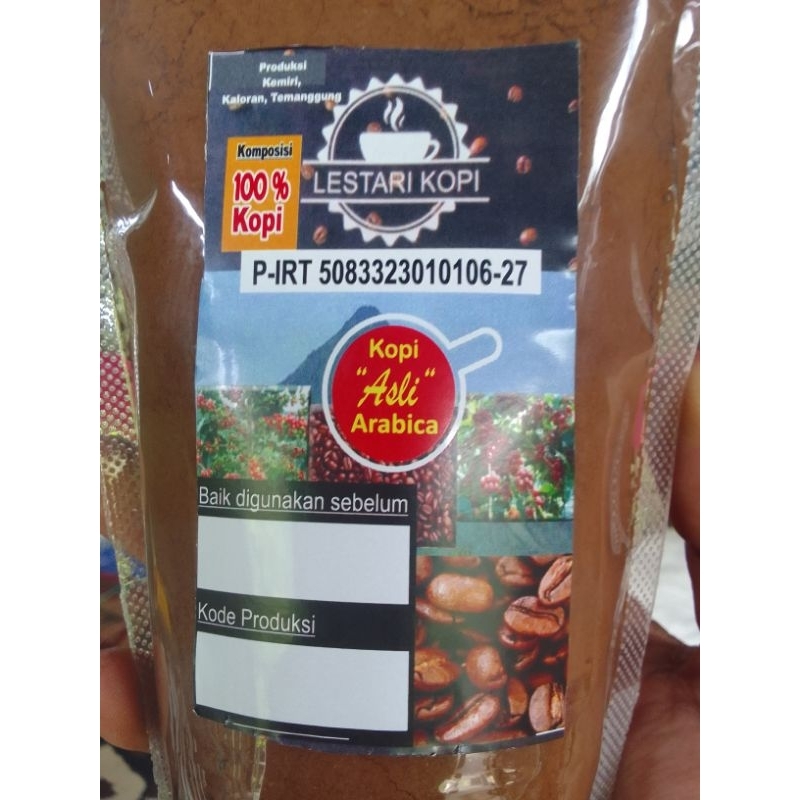 Produksi
Kemiri,
Kaloran, Temanggung
Komposisi
100 %
Kopi
LESTARI KOPI
P-IRT 5083323010106-27
Kopi
"Asli"
Arabica
Baik digunakan sebelum
Kode Produksi